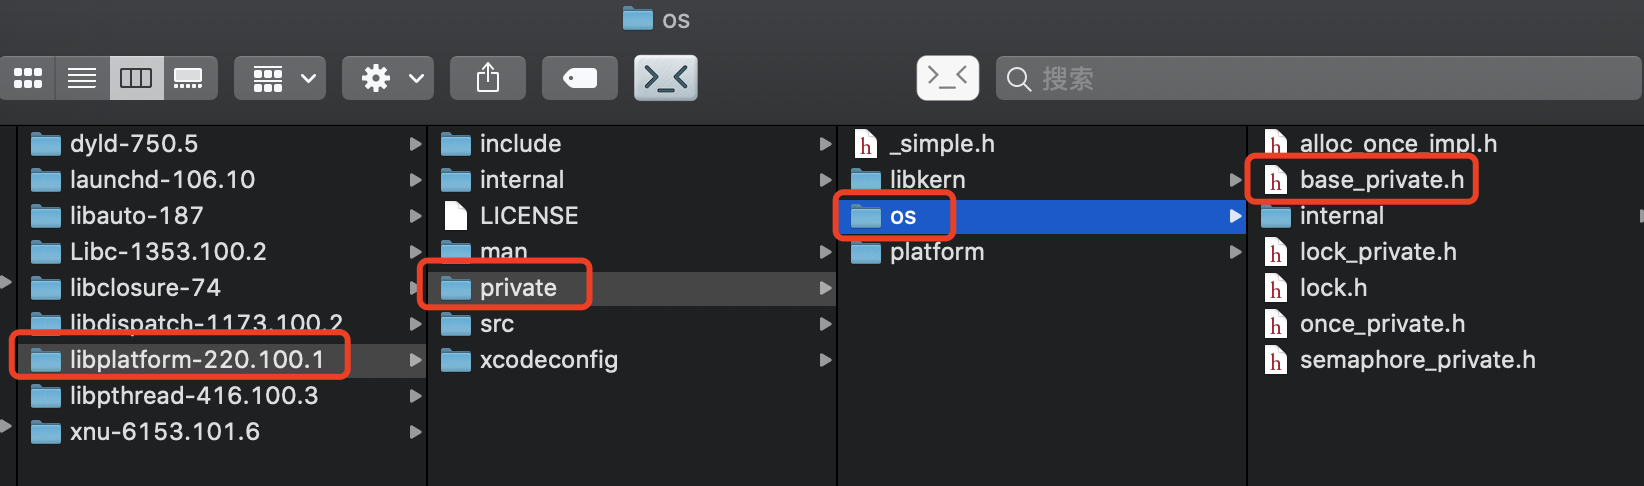 os
搜索
dyld-750.5
launchd-106.10
libauto-187
Libc-1353.100.2
libclosure-74
libdispatch-1173.100.2
libplatform-220.100.1
libpthread-416.100.3
xnu-6153.101.6
include
internal
LICENSE
man
private
src
xcodeconfig
_simple.h
libkern
os
platform
alloc_once_impl.h
base_private.h
internal
lock_private.h
lock.h
once_private.h
semaphore_private.h